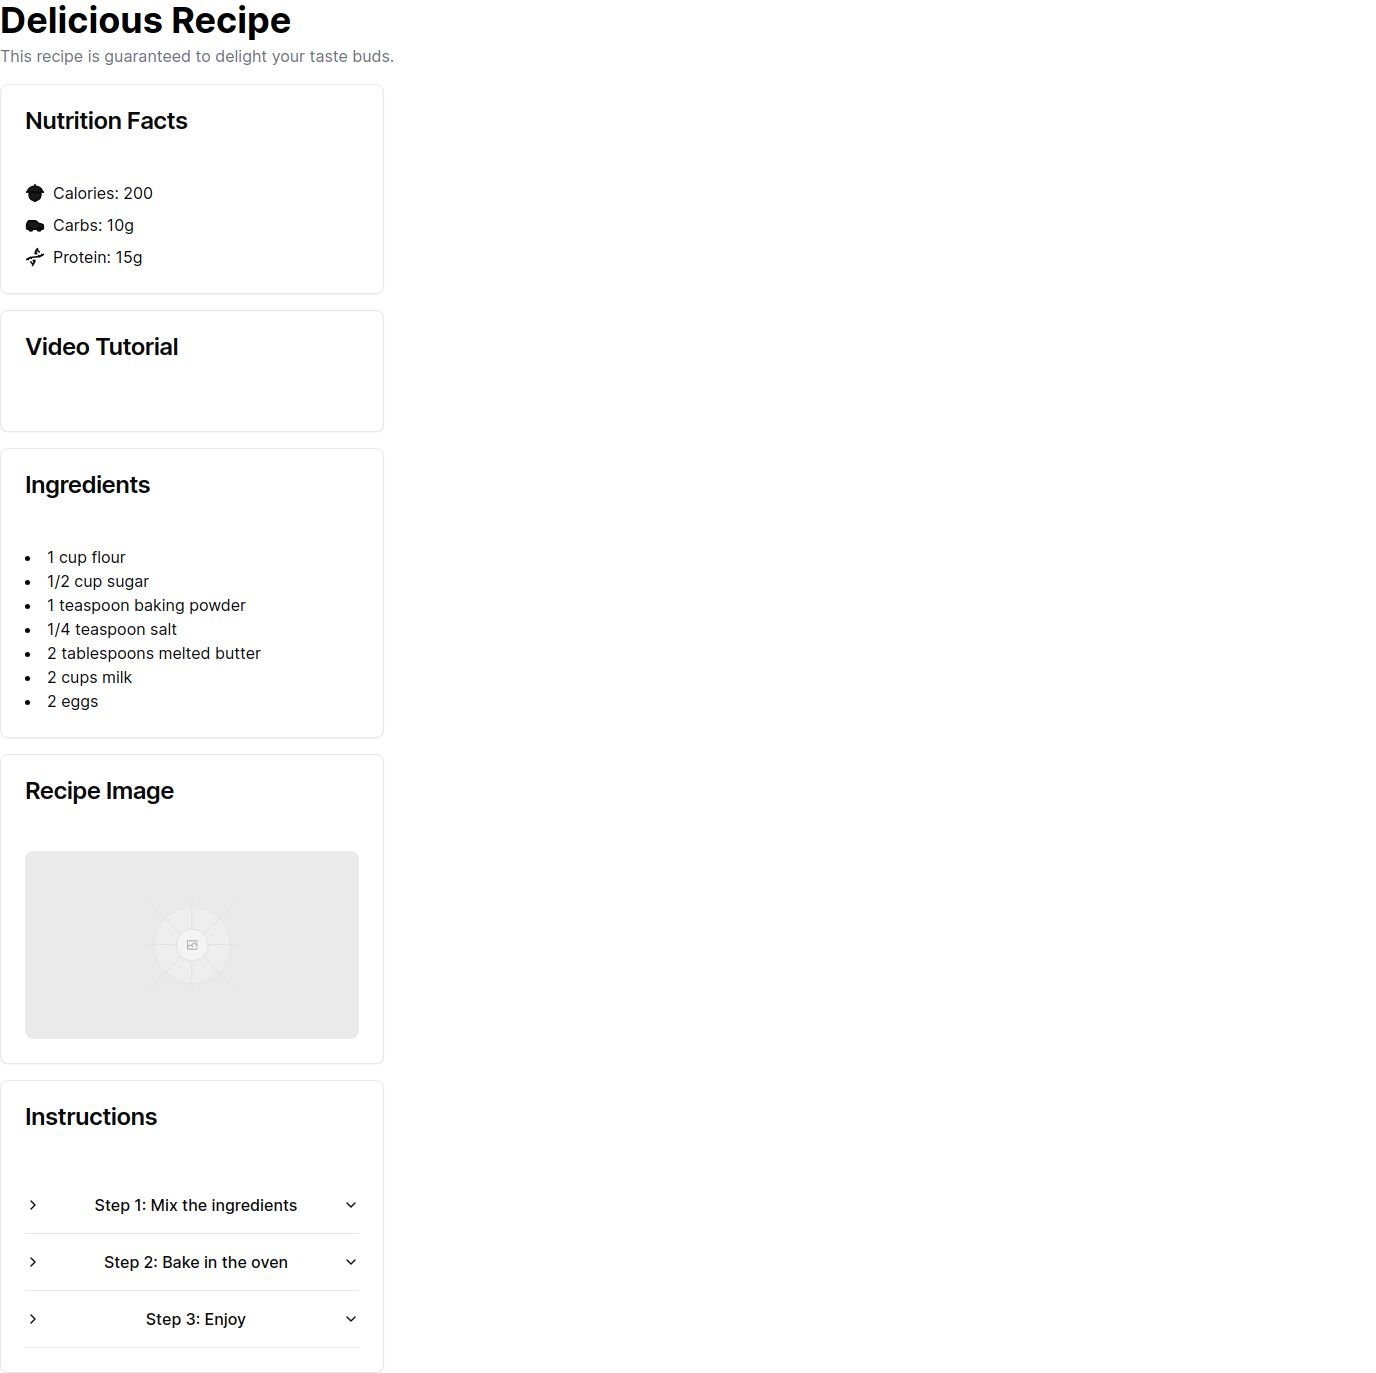 Delicious Recipe
This recipe is guaranteed to delight your taste buds.
Nutrition Facts
Calories: 200
Carbs: 10g
Protein: 15g
Video Tutorial
Ingredients
1 cup flour
1/2 cup sugar
1 teaspoon baking powder
1/4 teaspoon salt
2 tablespoons melted butter
2 cups milk
2 eggs
Recipe Image
Instructions
Step 1: Mix the ingredients
Step 2: Bake in the oven
Step 3: Enjoy